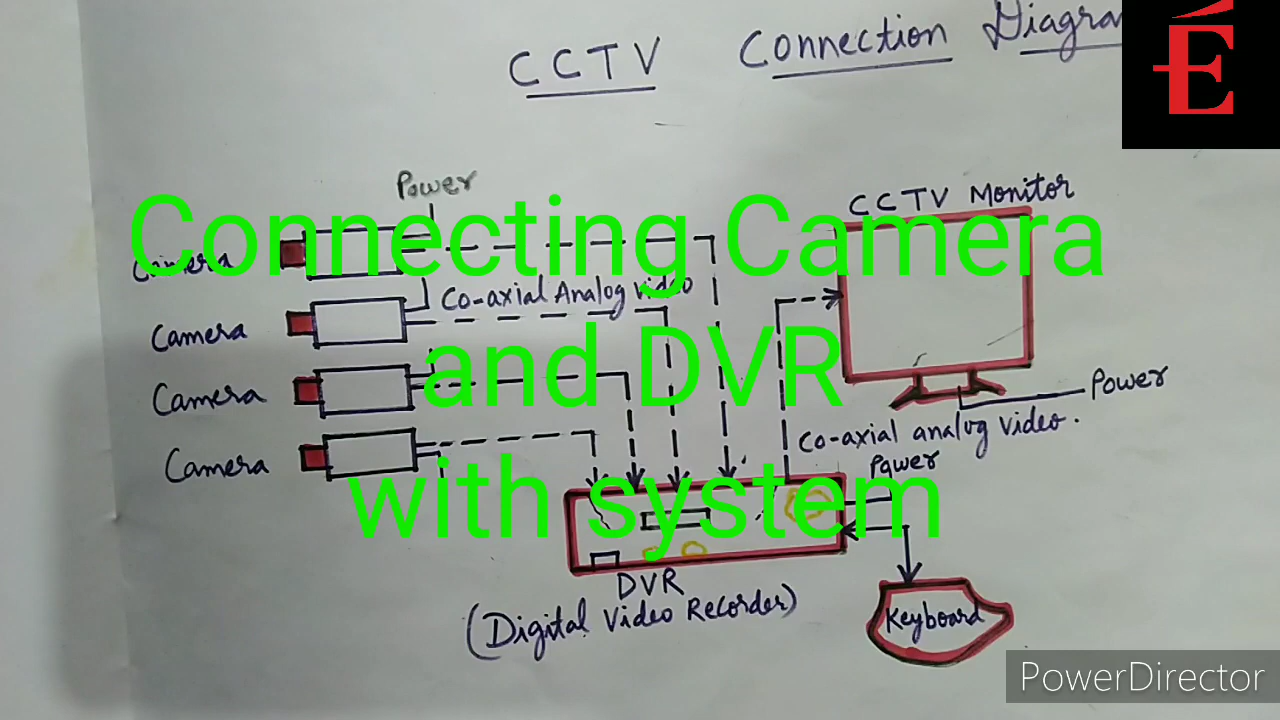 CCTV Connection Diagra
É
Power
CCTV Monitor
Connecting Camera
and DVR
with system
Camera
Co-axial Analog video
Camera
Camera
Camera
Power
Co-axial analog video.
Power
DVR
(Digital Video Recorder)
Keyboard
PowerDirector